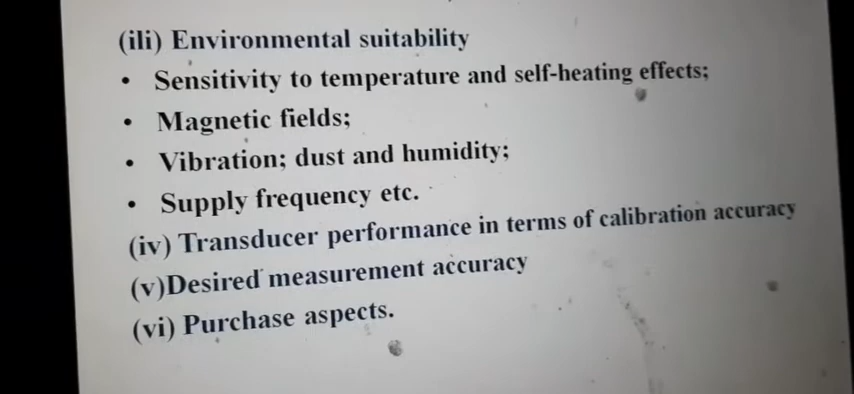 (ili) Environmental suitability
• Sensitivity to temperature and self-heating effects;
• Magnetic fields;
• Vibration; dust and humidity;
• Supply frequency etc.
(iv) Transducer performance in terms of calibration accuracy
(v)Desired measurement accuracy
(vi) Purchase aspects.